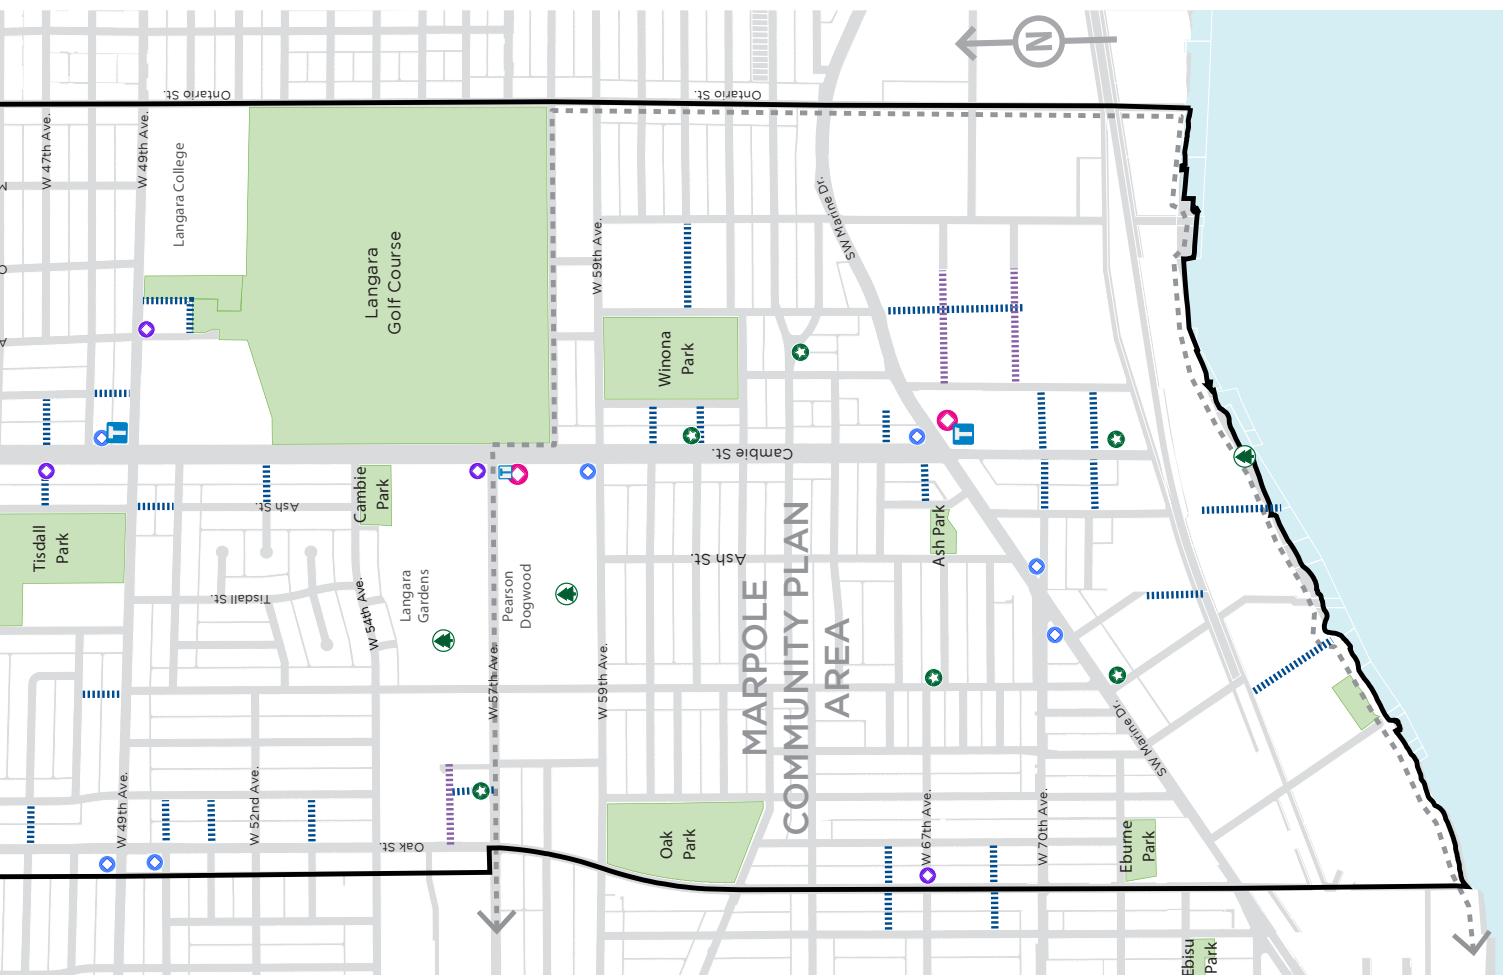 N
Ontario St.
Ontario St.
W 47th Ave.
W 49th Ave.
Langara College
Langara
Golf Course
W 59th Ave.
SW Marine Dr.
Winona
Park
Cambie St.
Cambie
Park
Ash St.
Tisdall
Park
Ash Park
Ash St.
Tisdall St.
W 54th Ave.
Langara
Gardens
Pearson
Dogwood
MARPOLE
COMMUNITY PLAN
AREA
W 57th Ave.
W 59th Ave.
SW Marine Dr.
W 49th Ave.
W 52nd Ave.
Oak St.
Oak
Park
W 67th Ave.
W 70th Ave.
Eburne
Park
Ebisu
Park